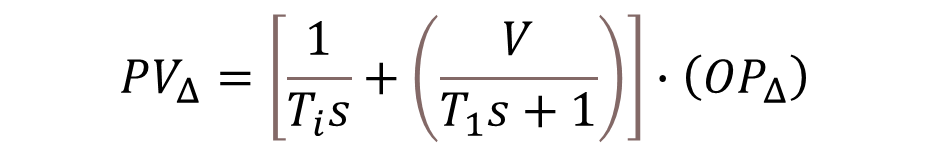 PV_Δ = [1/(T_i s) + (V/(T_1 s + 1))] · (OP_Δ)